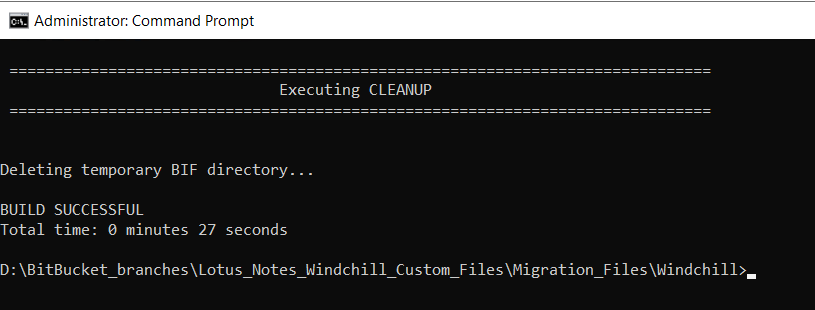 Administrator: Command Prompt
==============================================================================
Executing CLEANUP
==============================================================================
Deleting temporary BIF directory...
BUILD SUCCESSFUL
Total time: 0 minutes 27 seconds
D:\BitBucket_branches\Lotus_Notes_Windchill_Custom_Files\Migration_Files\Windchill>